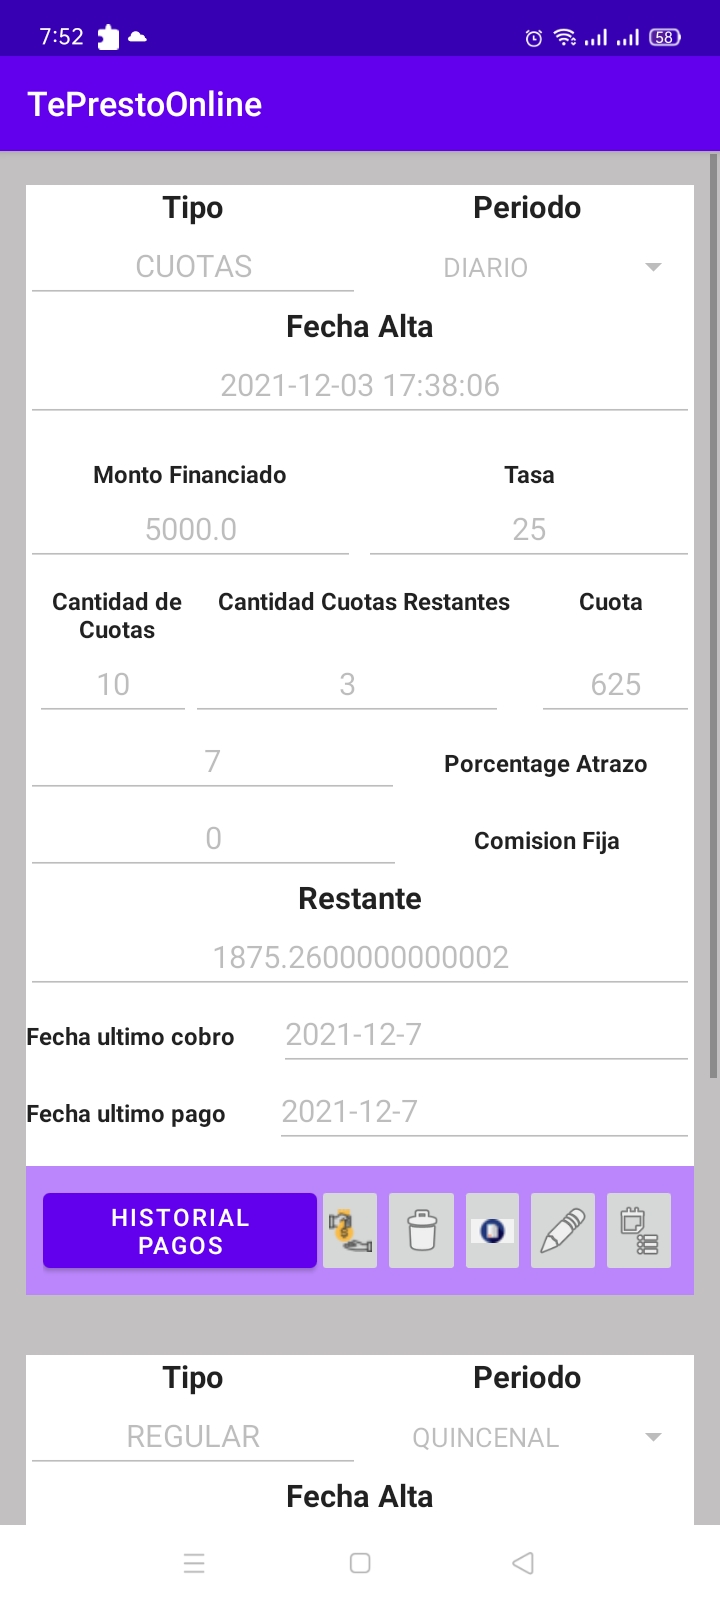 7:52
58
TePrestoOnline
Tipo Periodo
CUOTAS DIARIO
Fecha Alta
2021-12-03 17:38:06
Monto Financiado Tasa
5000.0 25
Cantidad de Cantidad Cuotas Restantes Cuota
Cuotas
10 3 625
7 Porcentage Atrazo
0 Comision Fija
Restante
1875.2600000000002
Fecha ultimo cobro 2021-12-7
Fecha ultimo pago 2021-12-7
HISTORIAL
PAGOS
Tipo Periodo
REGULAR QUINCENAL
Fecha Alta